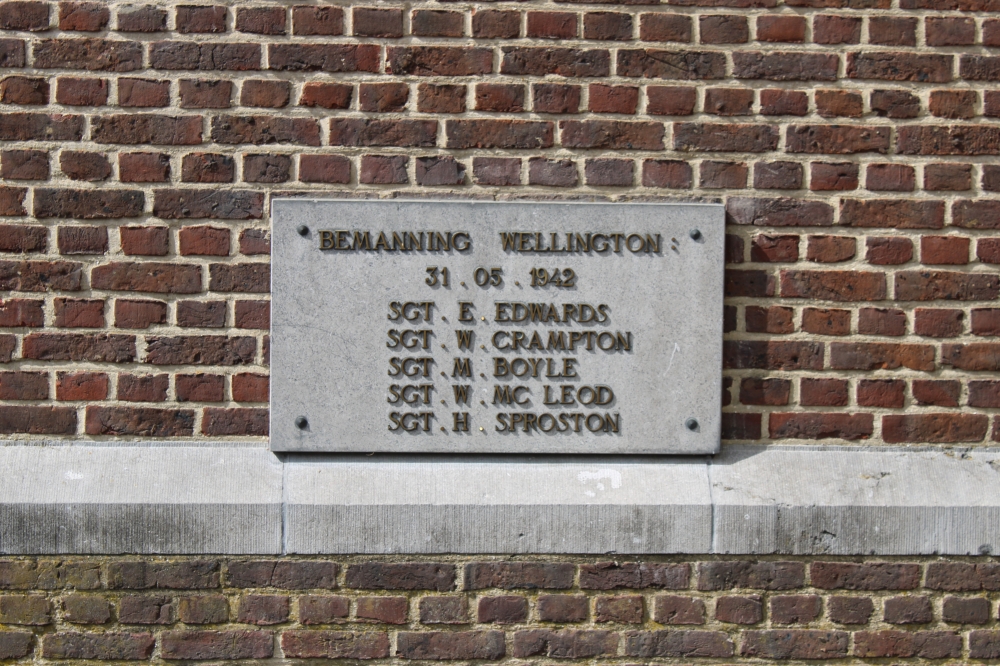 BEMANNING WELLINGTON :
31 . 05 . 1942
SGT . E . EDWARDS
SGT . W . CRAMPTON
SGT . M . BOYLE
SGT . W . MC LEOD
SGT . H . SPROSTON